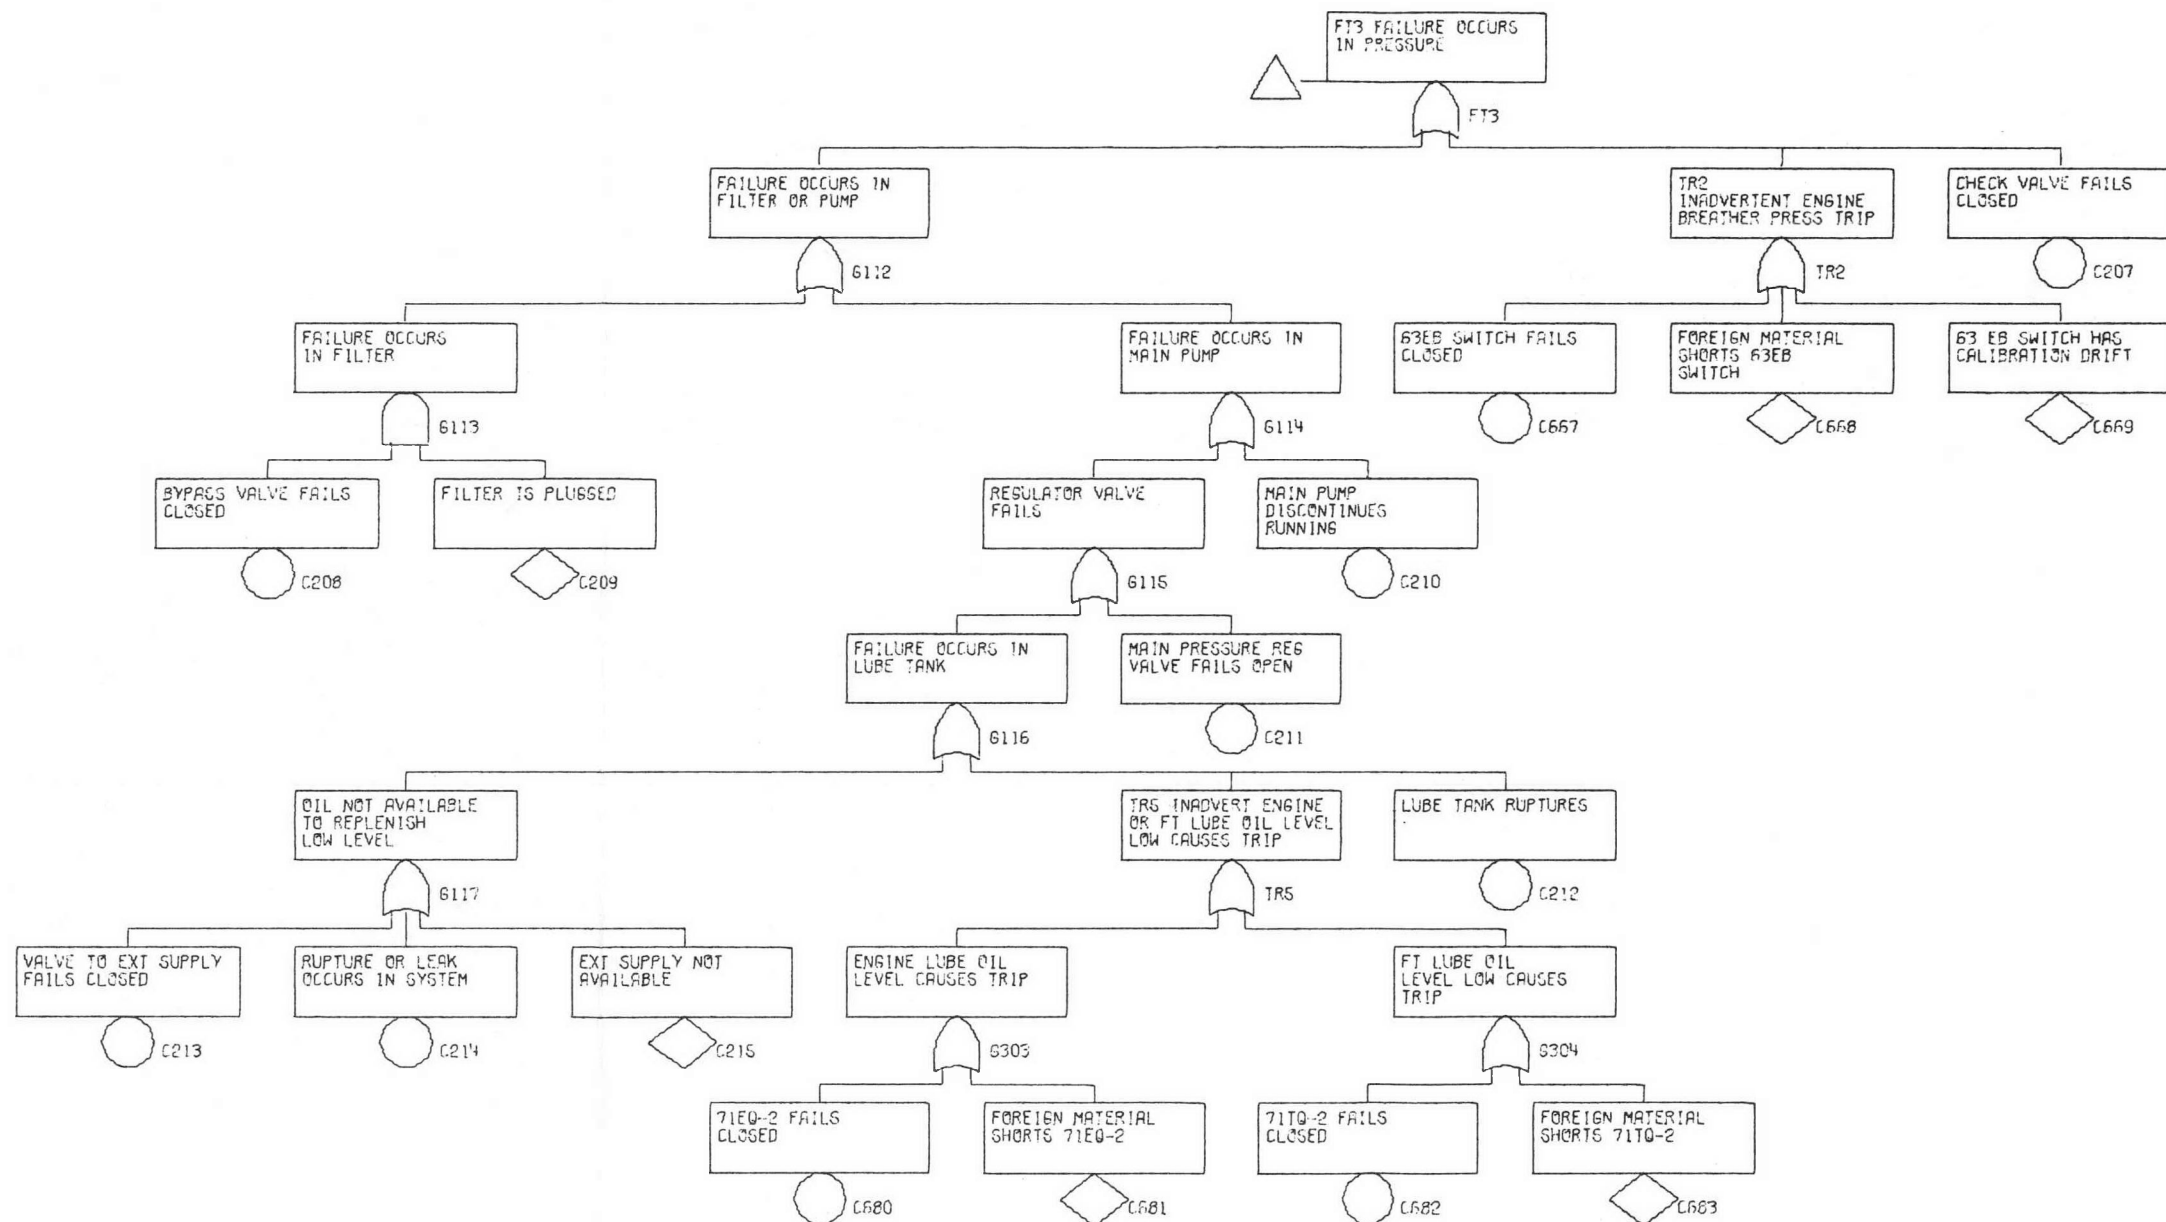 FT3 FAILURE OCCURS
IN PRESSURE
FT3
FAILURE OCCURS IN
FILTER OR PUMP
G112
TR2
INADVERTENT ENGINE
BREATHER PRESS TRIP
TR2
CHECK VALVE FAILS
CLOSED
C207
FAILURE OCCURS
IN FILTER
G113
FAILURE OCCURS IN
MAIN PUMP
G114
63EB SWITCH FAILS
CLOSED
C667
FOREIGN MATERIAL
SHORTS 63EB
SWITCH
C668
63 EB SWITCH HAS
CALIBRATION DRIFT
C669
BYPASS VALVE FAILS
CLOSED
C208
FILTER IS PLUGGED
C209
REGULATOR VALVE
FAILS
G115
MAIN PUMP
DISCONTINUES
RUNNING
C210
FAILURE OCCURS IN
LUBE TANK
G116
MAIN PRESSURE REG
VALVE FAILS OPEN
C211
OIL NOT AVAILABLE
TO REPLENISH
LOW LEVEL
G117
TR5 INADVERT ENGINE
OR FT LUBE OIL LEVEL
LOW CAUSES TRIP
TR5
LUBE TANK RUPTURES
C212
VALVE TO EXT SUPPLY
FAILS CLOSED
C213
RUPTURE OR LEAK
OCCURS IN SYSTEM
C214
EXT SUPPLY NOT
AVAILABLE
C215
ENGINE LUBE OIL
LEVEL CAUSES TRIP
G303
FT LUBE OIL
LEVEL LOW CAUSES
TRIP
G304
71EQ-2 FAILS
CLOSED
C680
FOREIGN MATERIAL
SHORTS 71EQ-2
C681
71TQ-2 FAILS
CLOSED
C682
FOREIGN MATERIAL
SHORTS 71TQ-2
C683